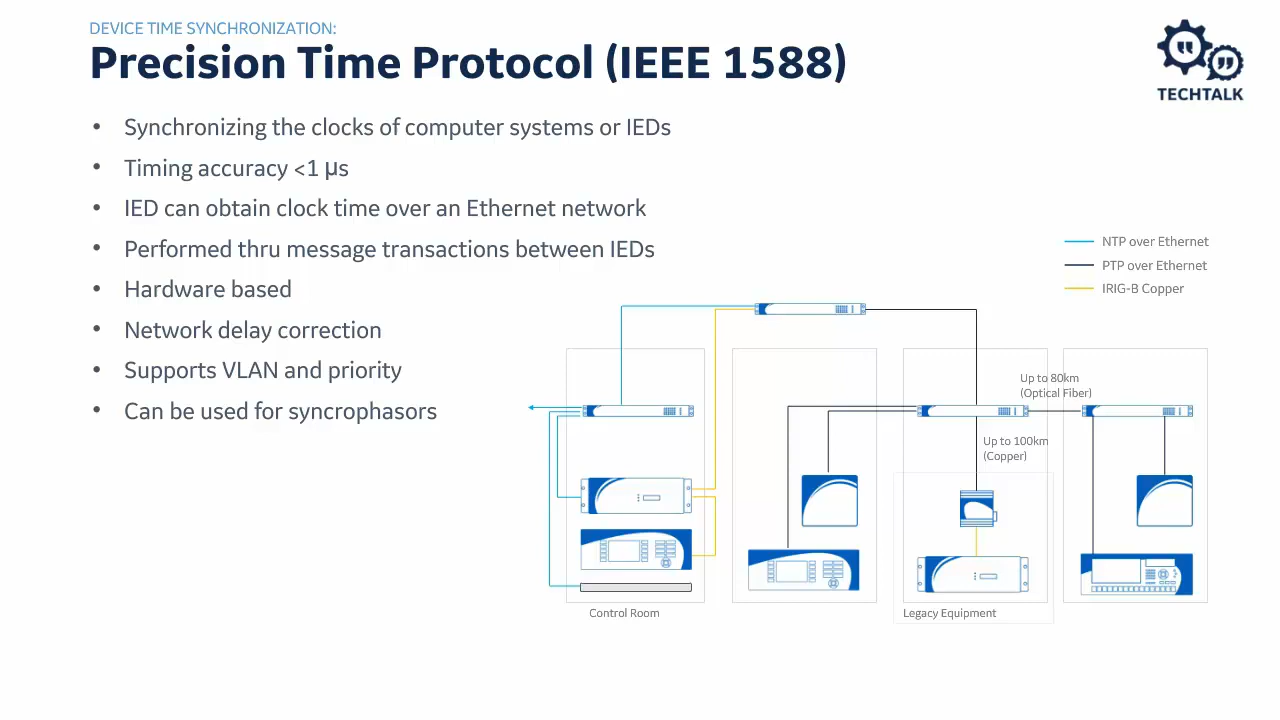 DEVICE TIME SYNCHRONIZATION:
Precision Time Protocol (IEEE 1588)
TECHTALK
• Synchronizing the clocks of computer systems or IEDs
• Timing accuracy <1 µs
• IED can obtain clock time over an Ethernet network
• Performed thru message transactions between IEDs
• Hardware based
• Network delay correction
• Supports VLAN and priority
• Can be used for syncrophasors
NTP over Ethernet
PTP over Ethernet
IRIG-B Copper
Up to 80km
(Optical Fiber)
Up to 100km
(Copper)
Control Room
Legacy Equipment